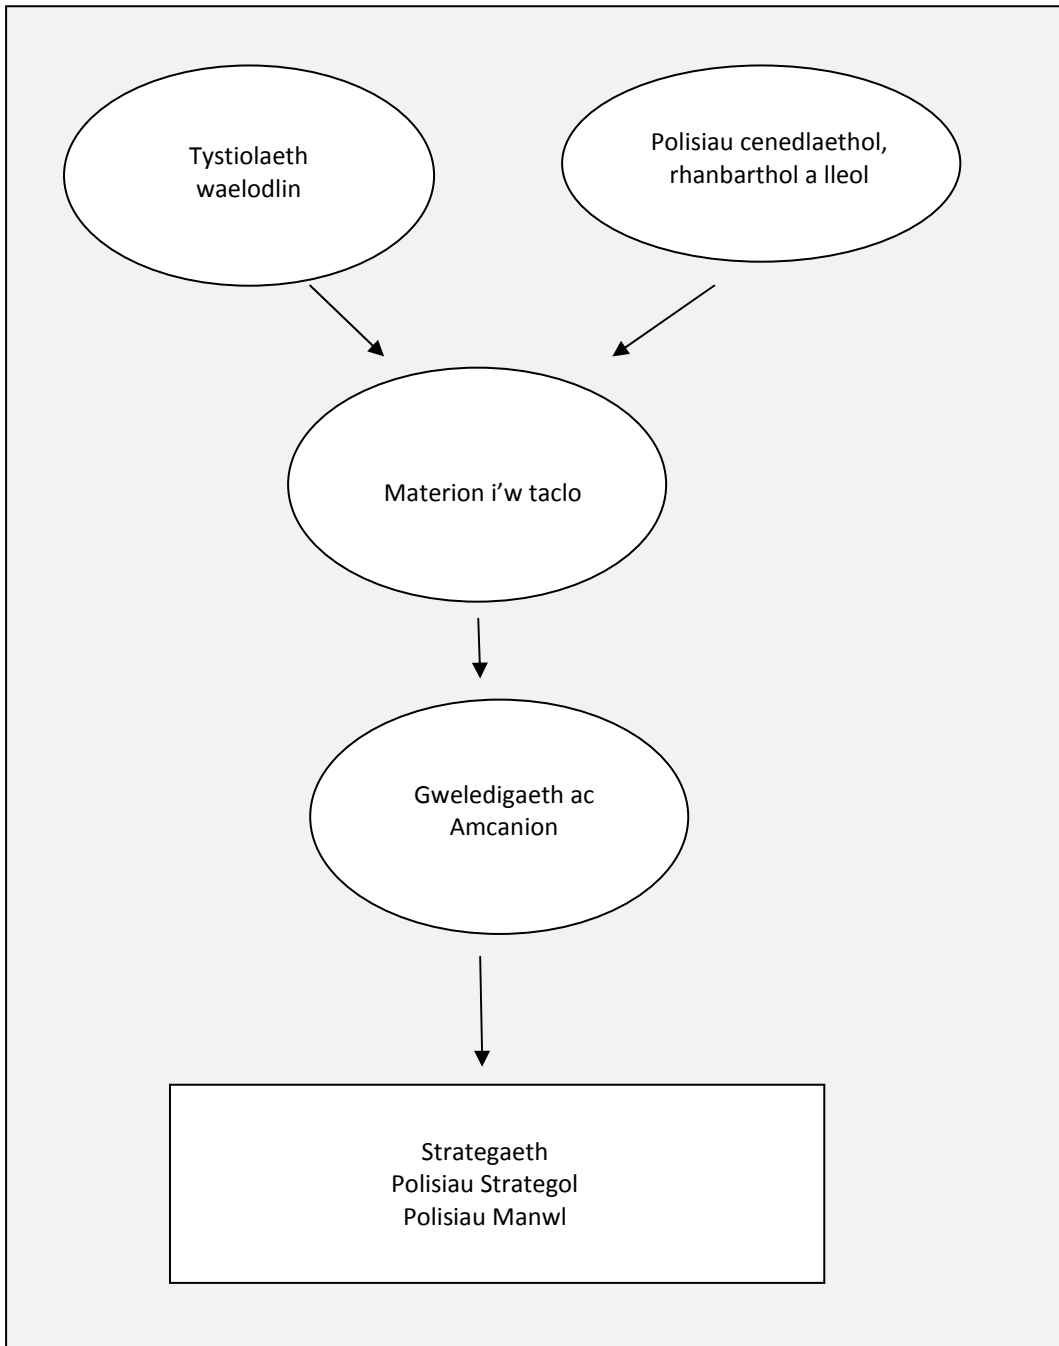 Tystiolaeth
waelodlin
Polisiau cenedlaethol,
rhanbarthol a lleol
Materion i’w taclo
Gweledigaeth ac
Amcanion
Strategaeth
Polisiau Strategol
Polisiau Manwl